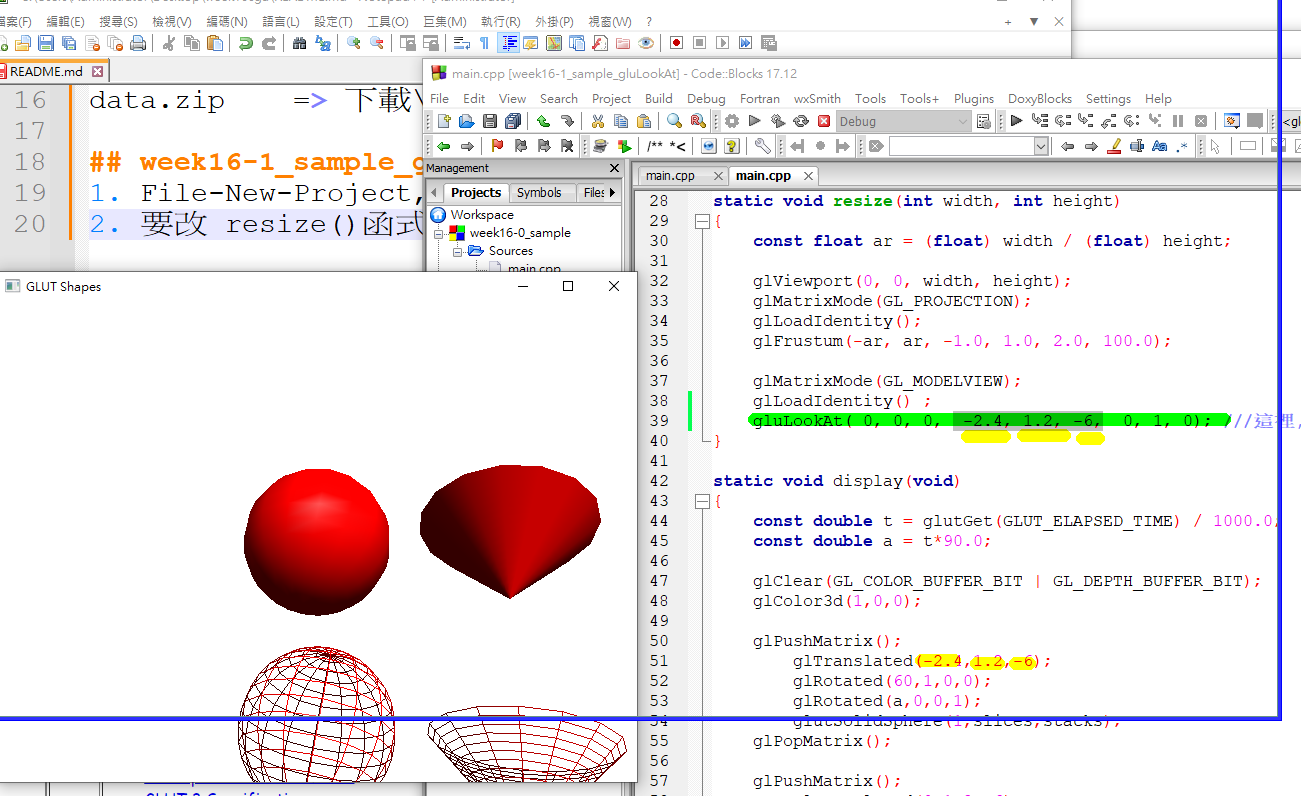 檔案(F) 編輯(E) 搜尋(S) 檢視(V) 編碼(N) 語言(L) 設定(T) 工具(O) 巨集(M) 執行(R) 外掛(P) 視窗(W) ?
README.md
16 data.zip => 下載\
17
18 ## week16-1_sample_g
19 1. File-New-Project,
20 2. 要改 resize()函式
main.cpp [week16-1_sample_gluLookAt] - Code::Blocks 17.12
File Edit View Search Project Build Debug Fortran wxSmith Tools Tools+ Plugins DoxyBlocks Settings Help
Debug
<gl
/** *<
Management
Projects Symbols Files
Workspace
week16-0_sample
Sources
main.cpp
main.cpp main.cpp
28 static void resize(int width, int height)
29 {
30 const float ar = (float) width / (float) height;
31
32 glViewport(0, 0, width, height);
33 glMatrixMode(GL_PROJECTION);
34 glLoadIdentity();
35 glFrustum(-ar, ar, -1.0, 1.0, 2.0, 100.0);
36
37 glMatrixMode(GL_MODELVIEW);
38 glLoadIdentity() ;
39 gluLookAt( 0, 0, 0, -2.4, 1.2, -6, 0, 1, 0); ///這裡,
40 }
41
42 static void display(void)
43 {
44 const double t = glutGet(GLUT_ELAPSED_TIME) / 1000.0;
45 const double a = t*90.0;
46
47 glClear(GL_COLOR_BUFFER_BIT | GL_DEPTH_BUFFER_BIT);
48 glColor3d(1,0,0);
49
50 glPushMatrix();
51 glTranslated(-2.4,1.2,-6);
52 glRotated(60,1,0,0);
53 glRotated(a,0,0,1);
54 glutSolidSphere(1,slices,stacks);
55 glPopMatrix();
56
57 glPushMatrix();
GLUT Shapes